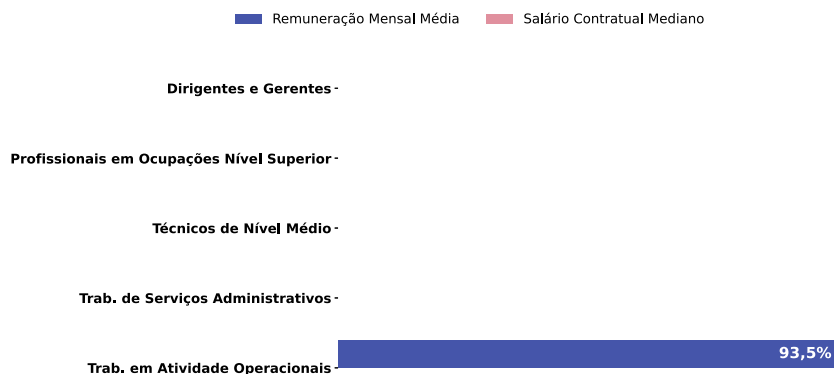 Remuneração Mensal Média Salário Contratual Mediano
Dirigentes e Gerentes
Profissionais em Ocupações Nível Superior
Técnicos de Nível Médio
Trab. de Serviços Administrativos
93,5%
Trab. em Atividade Operacionais